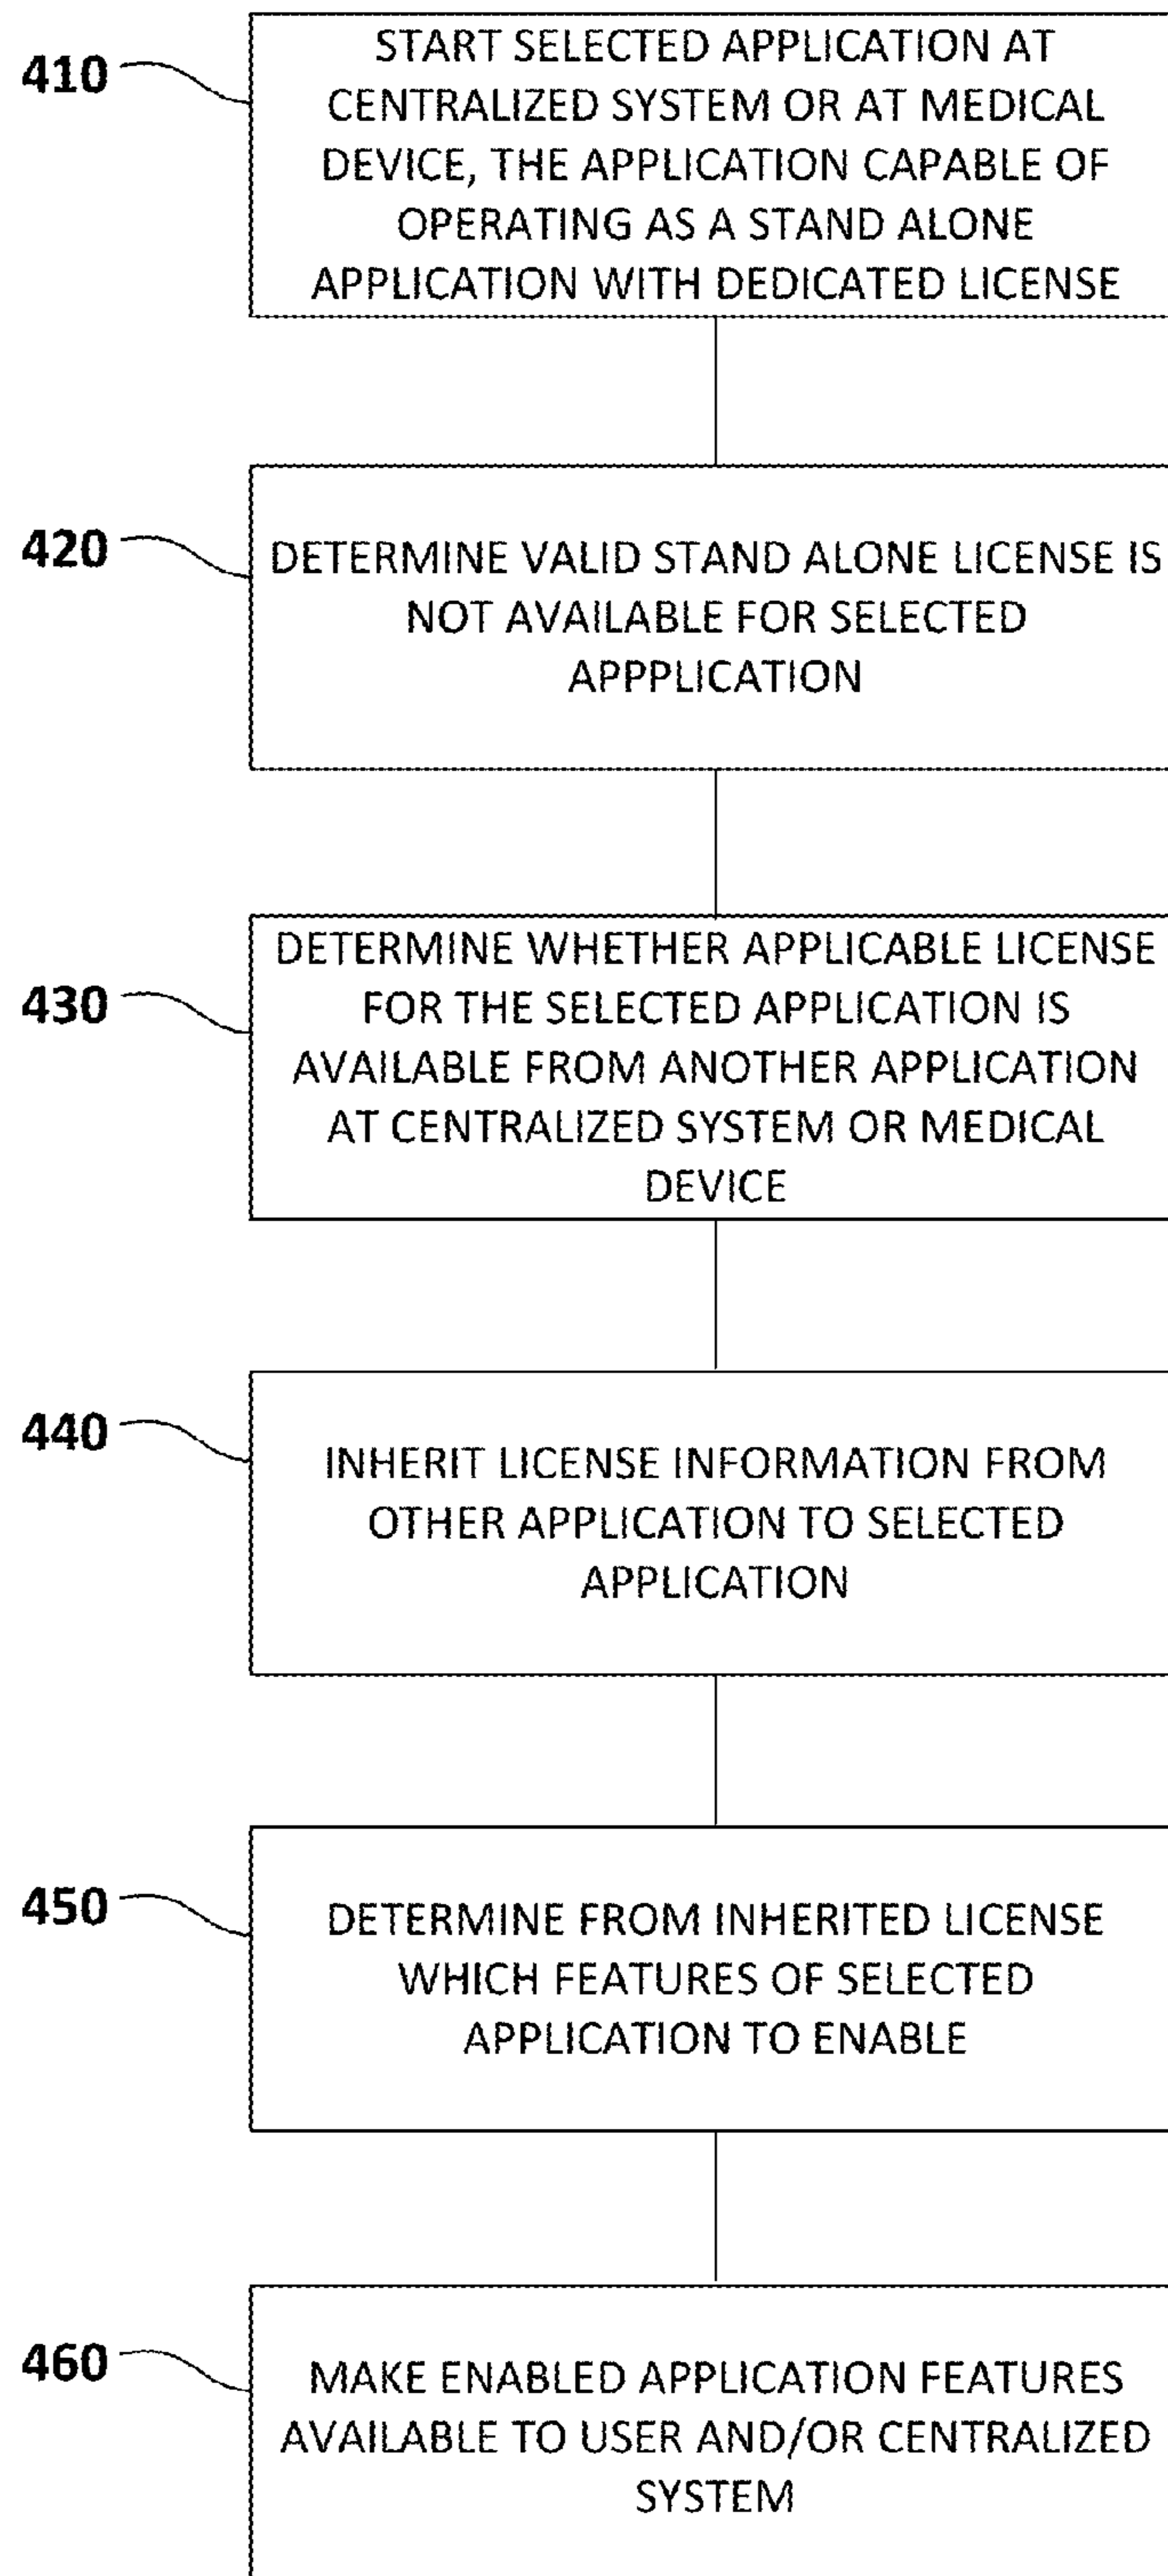 410
START SELECTED APPLICATION AT
CENTRALIZED SYSTEM OR AT MEDICAL
DEVICE, THE APPLICATION CAPABLE OF
OPERATING AS A STAND ALONE
APPLICATION WITH DEDICATED LICENSE
420
DETERMINE VALID STAND ALONE LICENSE IS
NOT AVAILABLE FOR SELECTED
APPPLICATION
430
DETERMINE WHETHER APPLICABLE LICENSE
FOR THE SELECTED APPLICATION IS
AVAILABLE FROM ANOTHER APPLICATION
AT CENTRALIZED SYSTEM OR MEDICAL
DEVICE
440
INHERIT LICENSE INFORMATION FROM
OTHER APPLICATION TO SELECTED
APPLICATION
450
DETERMINE FROM INHERITED LICENSE
WHICH FEATURES OF SELECTED
APPLICATION TO ENABLE
460
MAKE ENABLED APPLICATION FEATURES
AVAILABLE TO USER AND/OR CENTRALIZED
SYSTEM